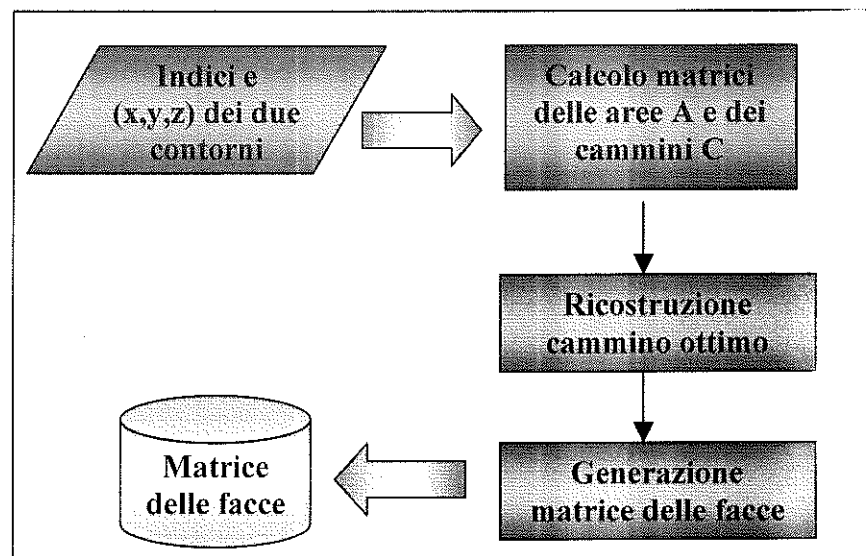 Indici e
(x,y,z) dei due
contorni
Calcolo matrici
delle aree A e dei
cammini C
Ricostruzione
cammino ottimo
Generazione
matrice delle facce
Matrice
delle facce